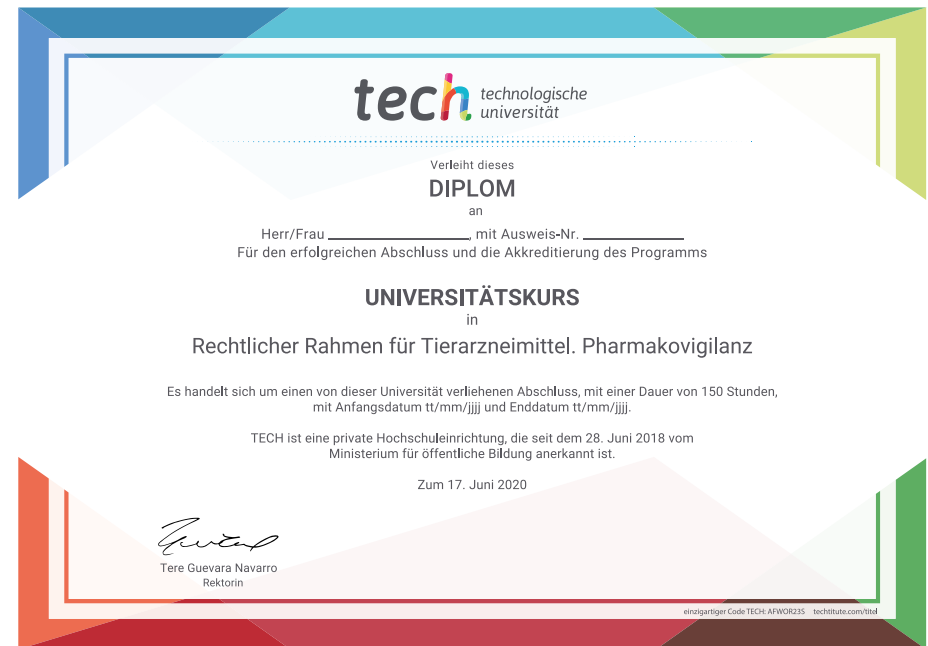 tech technologische
universität
Verleiht dieses
DIPLOM
an
Herr/Frau ____________________, mit Ausweis-Nr. ______________
Für den erfolgreichen Abschluss und die Akkreditierung des Programms
UNIVERSITÄTSKURS
in
Rechtlicher Rahmen für Tierarzneimittel. Pharmakovigilanz
Es handelt sich um einen von dieser Universität verliehenen Abschluss, mit einer Dauer von 150 Stunden,
mit Anfangsdatum tt/mm/jjjj und Enddatum tt/mm/jjjj.
TECH ist eine private Hochschuleinrichtung, die seit dem 28. Juni 2018 vom
Ministerium für öffentliche Bildung anerkannt ist.
Zum 17. Juni 2020
Tere Guevara Navarro
Rektorin
einzigartiger Code TECH: AFWOR23S techtitute.com/titel